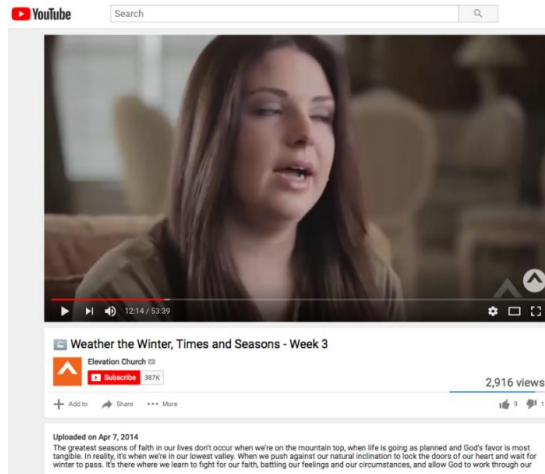 YouTube
Search
12:14 / 53:39
Weather the Winter, Times and Seasons - Week 3
Elevation Church
Subscribe 387K
2,916 views
Add to Share More
9 1
Uploaded on Apr 7, 2014
The greatest seasons of faith in our lives don't occur when we're on the mountain top, when life is going as planned and God's favor is most
tangible. In reality, it's when we're in our lowest valley. When we push against our natural inclination to lock the doors of our heart and wait for
winter to pass. It's there where we learn to fight for our faith, battling our feelings and our circumstances, and allow God to work through our